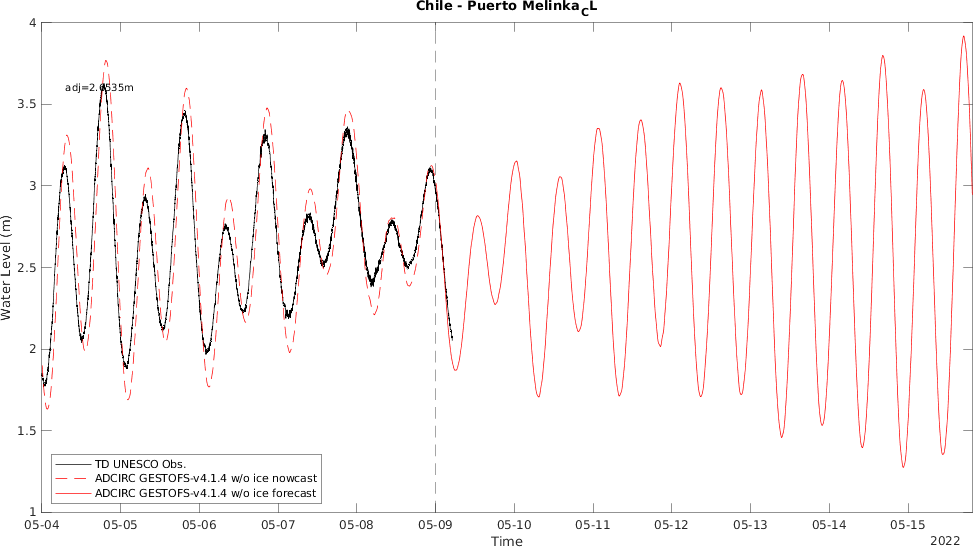 Chile - Puerto MelinkaCL
4
adj=2.6535m
3.5
3
2.5
2
1.5
1
Water Level (m)
TD UNESCO Obs.
ADCIRC GESTOFS-v4.1.4 w/o ice nowcast
ADCIRC GESTOFS-v4.1.4 w/o ice forecast
05-04 05-05 05-06 05-07 05-08 05-09 05-10 05-11 05-12 05-13 05-14 05-15
Time
2022